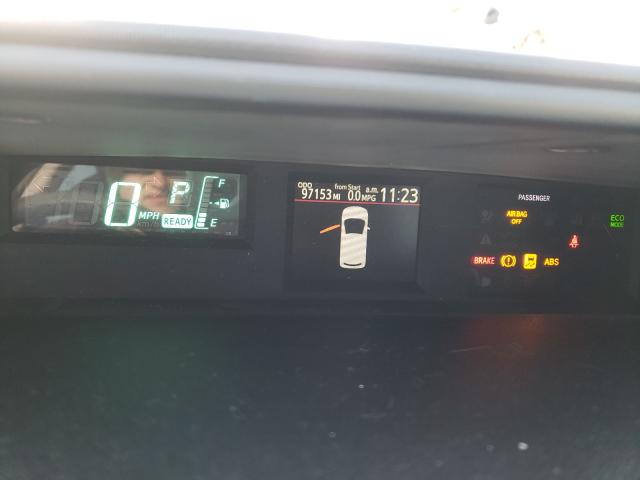 0 MPH
P
READY
F
E
ODO
97153 MI
from Start
0.0 MPG
a.m.
11:23
PASSENGER
AIR BAG
OFF
BRAKE
ABS
ECO
MODE